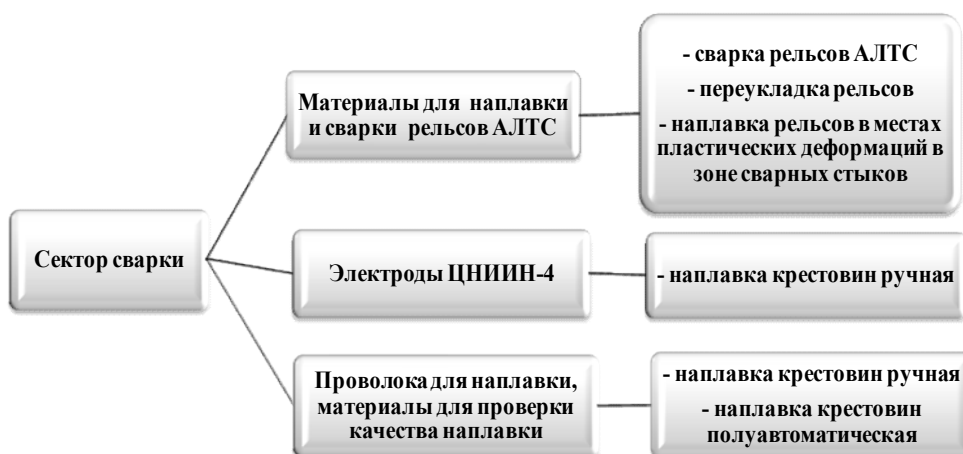 Сектор сварки
Материалы для наплавки
и сварки рельсов АЛТС
- сварка рельсов АЛТС
- переукладка рельсов
- наплавка рельсов в местах
пластических деформаций в
зоне сварных стыков
Электроды ЦНИИН-4
- наплавка крестовин ручная
Проволока для наплавки,
материалы для проверки
качества наплавки
- наплавка крестовин ручная
- наплавка крестовин
полуавтоматическая